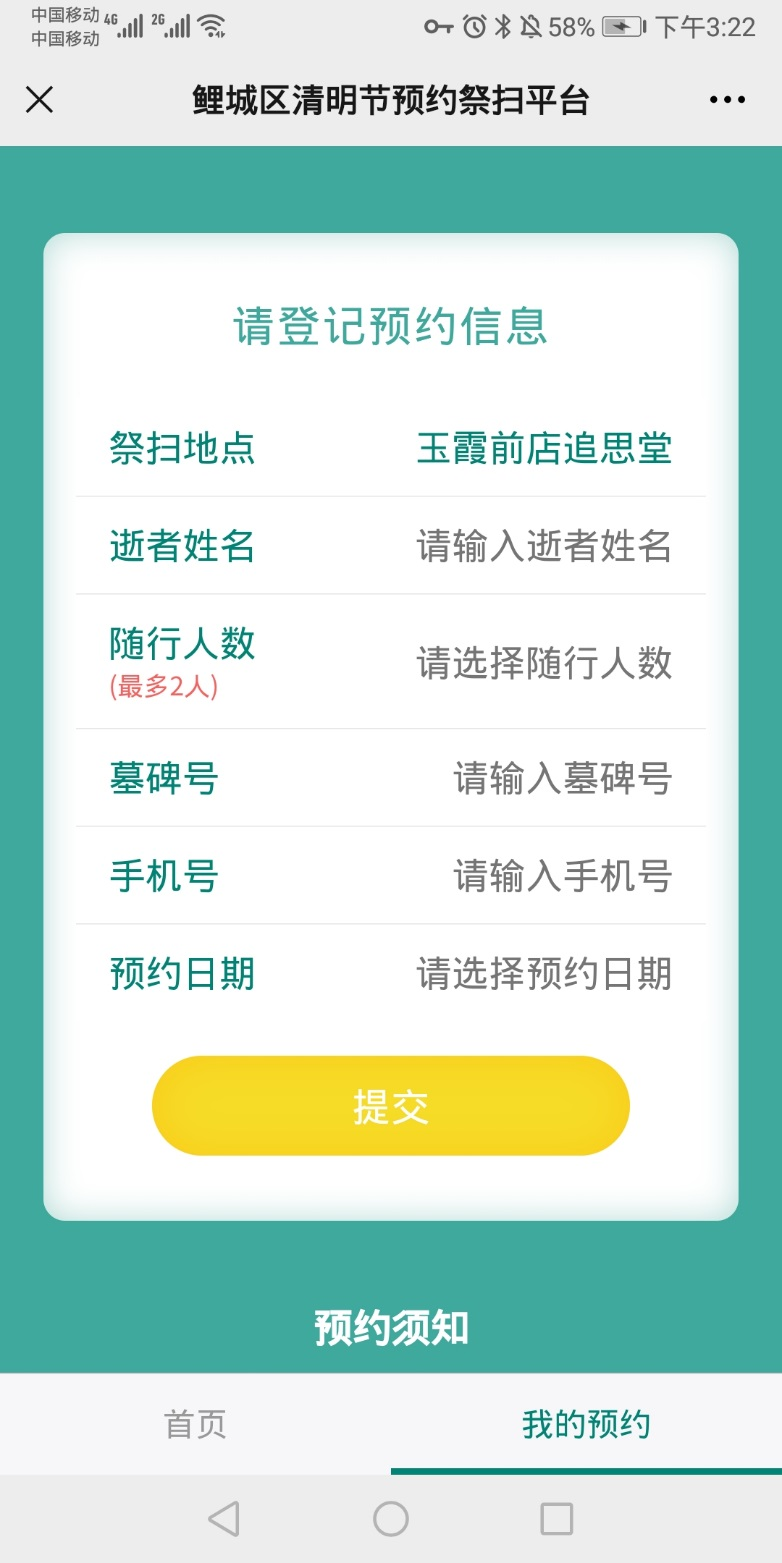 中国移动 4G 2G 58% 下午3:22
中国移动
鲤城区清明节预约祭扫平台
请登记预约信息
祭扫地点 玉霞前店追思堂
逝者姓名 请输入逝者姓名
随行人数 请选择随行人数
(最多2人)
墓碑号 请输入墓碑号
手机号 请输入手机号
预约日期 请选择预约日期
提交
预约须知
首页 我的预约